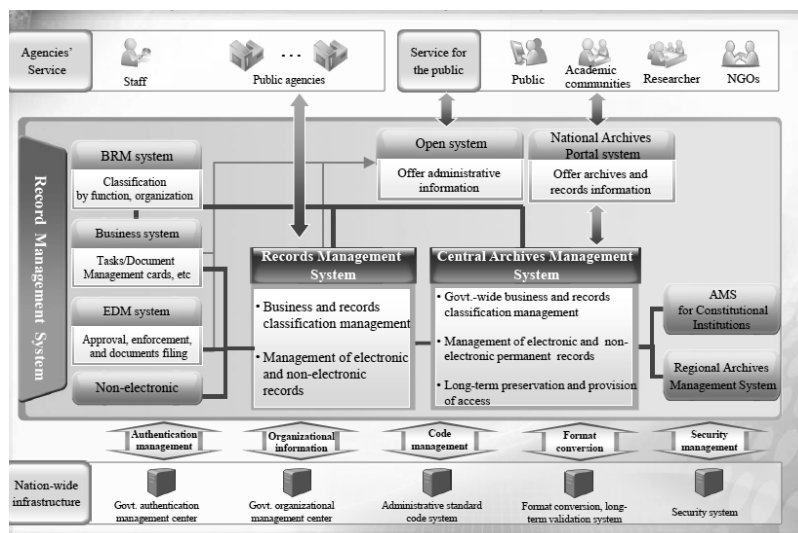 Agencies'
Service
Staff
...
Public agencies
Service for
the public
Public
Academic
communities
Researcher
NGOs
Record Management System
BRM system
Classification
by function, organization
Business system
Tasks/Document
Management cards, etc
EDM system
Approval, enforcement,
and documents filing
Non-electronic
Open system
Offer administrative
information
National Archives
Portal system
Offer archives and
records information
Records Management
System
• Business and records
classification management
• Management of electronic
and non-electronic
records
Central Archives Management
System
• Govt.-wide business and records
classification management
• Management of electronic and non-
electronic permanent records
• Long-term preservation and provision
of access
AMS
for Constitutional
Institutions
Regional Archives
Management System
Authentication
management
Organizational
information
Code
management
Format
conversion
Security
management
Nation-wide
infrastructure
Govt. authentication
management center
Govt. organizational
management center
Administrative standard
code system
Format conversion, long-
term validation system
Security system